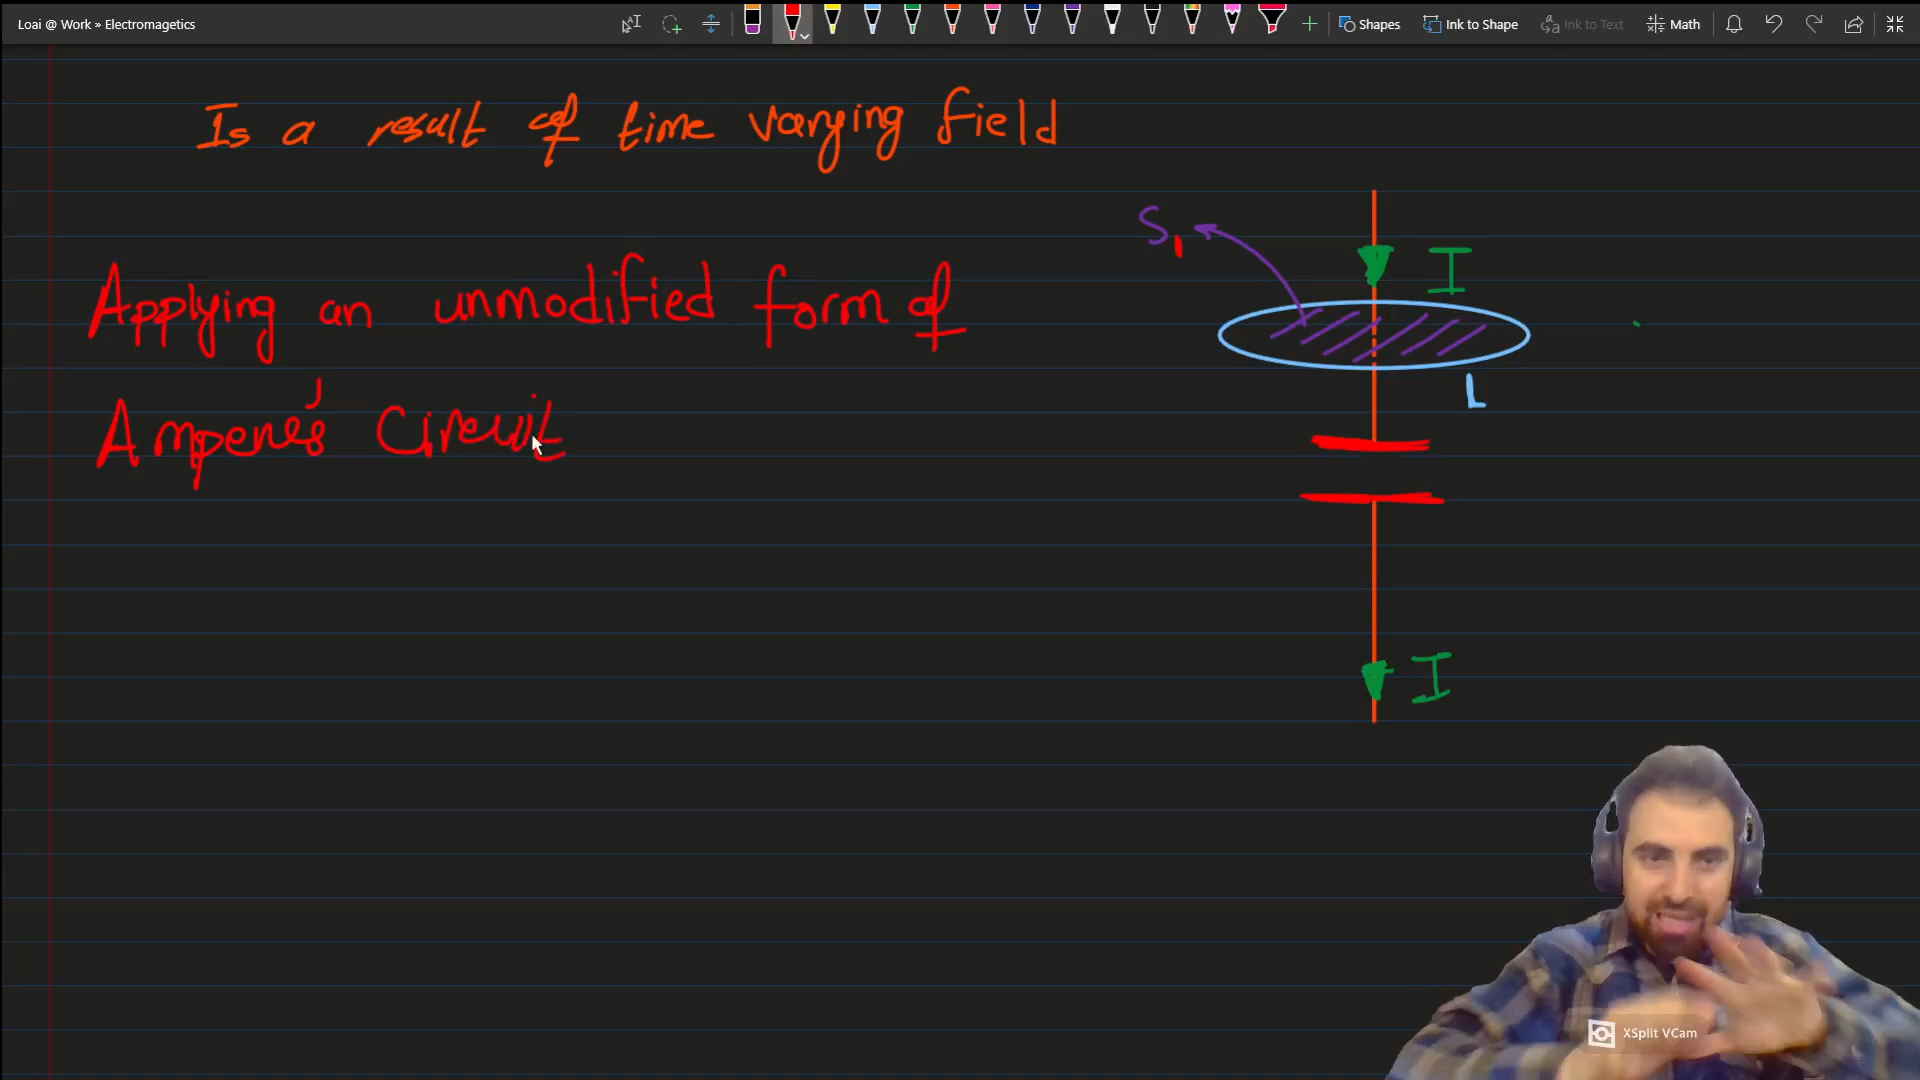 Loai @ Work » Electromagetics
Shapes
Ink to Shape
Ink to Text
Math
Is a result of time varying field
S1
I
Applying an unmodified form of
L
Ampere's Circuit
I
XSplit VCam